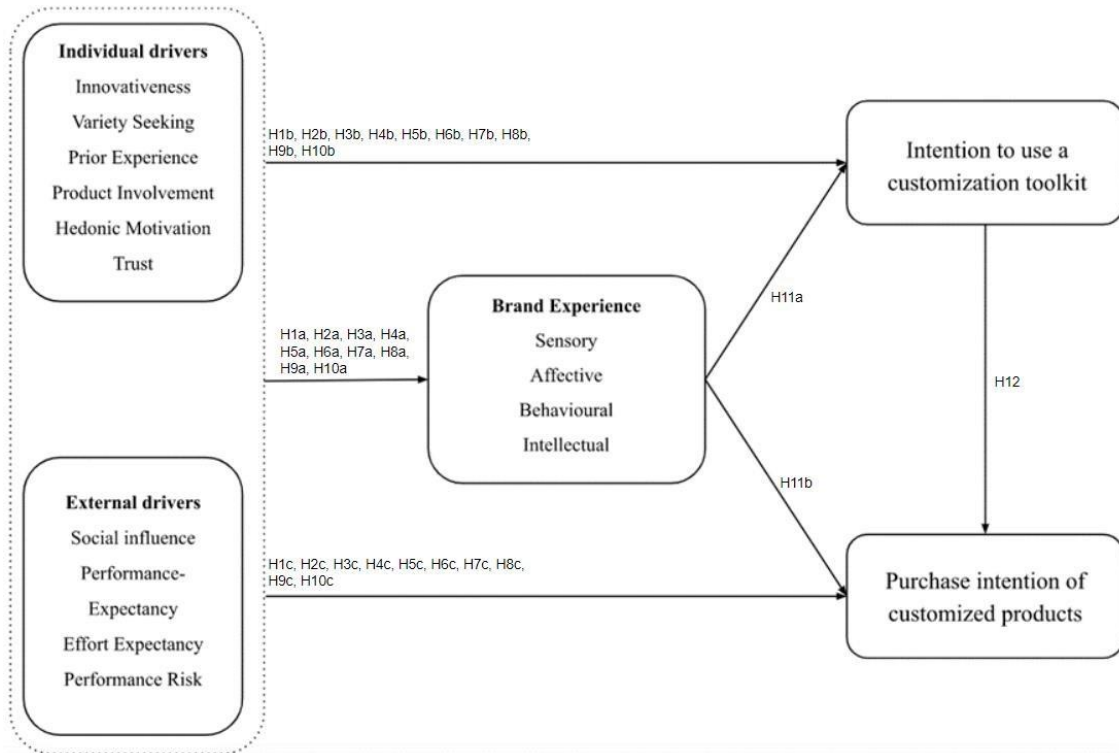 Individual drivers
Innovativeness
Variety Seeking
Prior Experience
Product Involvement
Hedonic Motivation
Trust
H1b, H2b, H3b, H4b, H5b, H6b, H7b, H8b,
H9b, H10b
Intention to use a
customization toolkit
H11a
H1a, H2a, H3a, H4a,
H5a, H6a, H7a, H8a,
H9a, H10a
Brand Experience
Sensory
Affective
Behavioural
Intellectual
H12
H11b
External drivers
Social influence
Performance-
Expectancy
Effort Expectancy
Performance Risk
H1c, H2c, H3c, H4c, H5c, H6c, H7c, H8c,
H9c, H10c
Purchase intention of
customized products